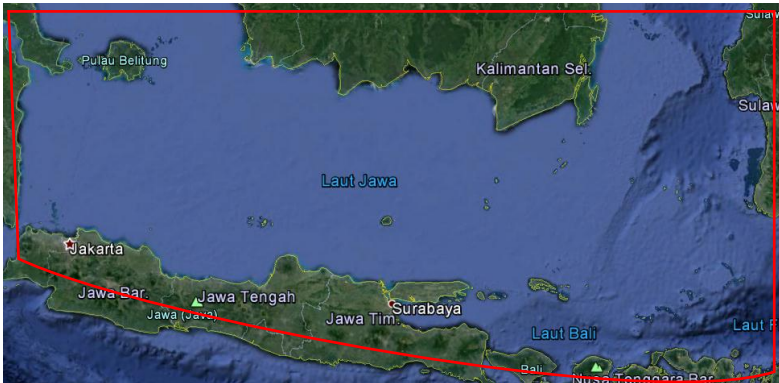 Sulaw
Pulau Belitung
Kalimantan Sel.
Sulaw
Laut Jawa
Jakarta
Jawa Bar.
Jawa Tengah
Jawa (Java)
Jawa Tim.
Surabaya
Laut Bali
Laut F
Bali
Nusa Tenggara Bar